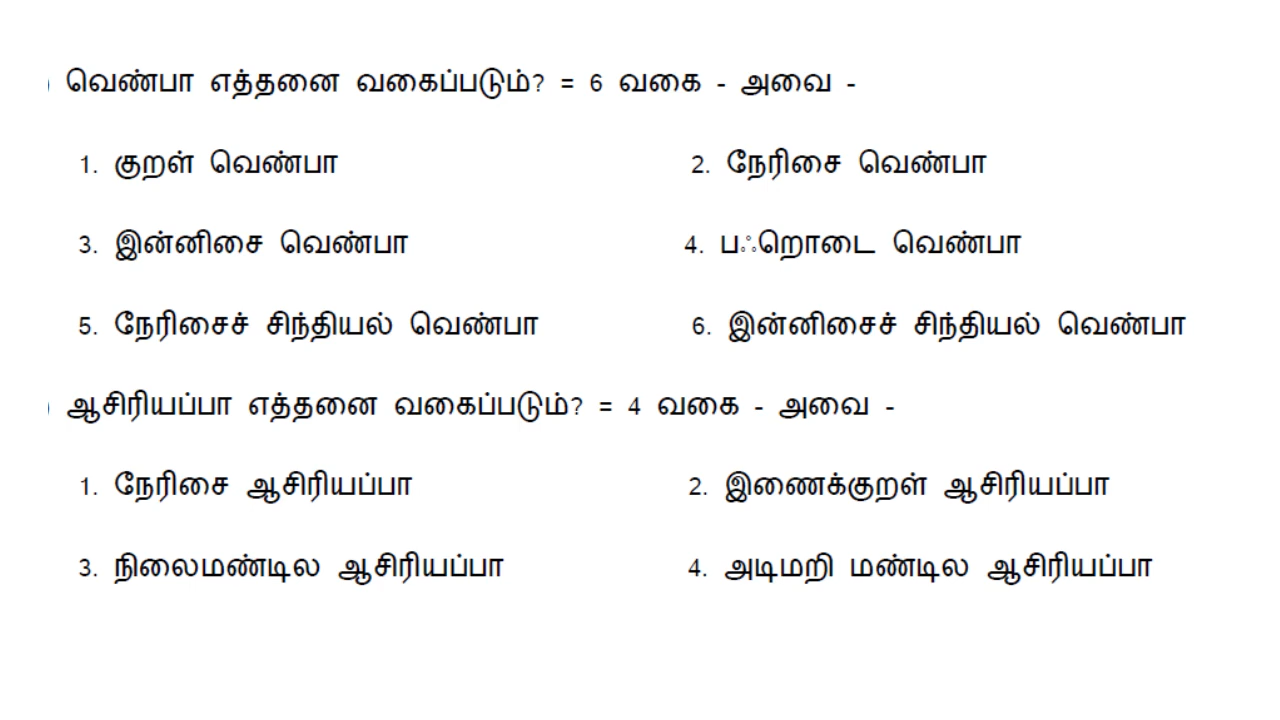 ) வெண்பா எத்தனை வகைப்படும்? = 6 வகை - அவை -
1. குறள் வெண்பா 2. நேரிசை வெண்பா
3. இன்னிசை வெண்பா 4. பஃறொடை வெண்பா
5. நேரிசைச் சிந்தியல் வெண்பா 6. இன்னிசைச் சிந்தியல் வெண்பா
) ஆசிரியப்பா எத்தனை வகைப்படும்? = 4 வகை - அவை -
1. நேரிசை ஆசிரியப்பா 2. இணைக்குறள் ஆசிரியப்பா
3. நிலைமண்டில ஆசிரியப்பா 4. அடிமறி மண்டில ஆசிரியப்பா